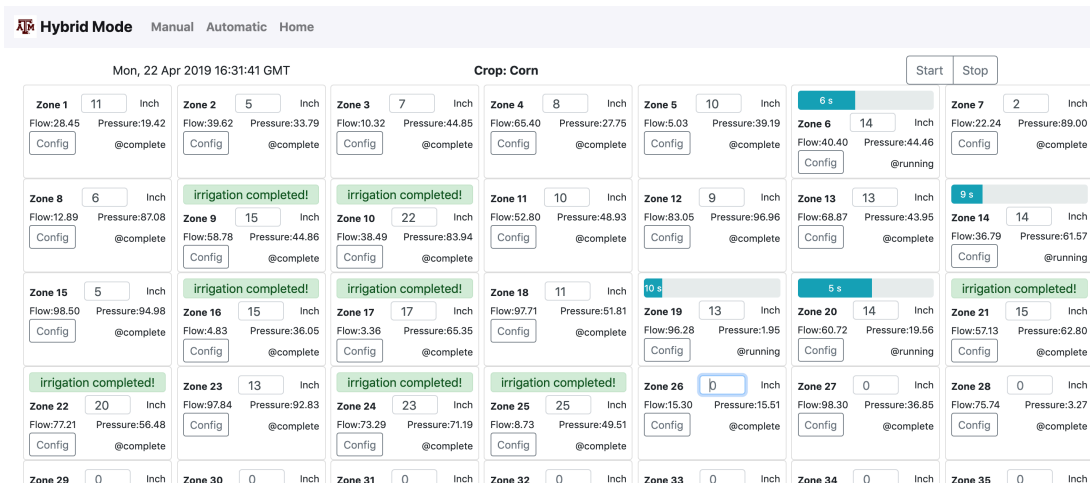 ATM Hybrid Mode Manual Automatic Home
Mon, 22 Apr 2019 16:31:41 GMT Crop: Corn Start Stop
Zone 1 11 Inch
Flow:28.45 Pressure:19.42
Config @complete
Zone 2 5 Inch
Flow:39.62 Pressure:33.79
Config @complete
Zone 3 7 Inch
Flow:10.32 Pressure:44.85
Config @complete
Zone 4 8 Inch
Flow:65.40 Pressure:27.75
Config @complete
Zone 5 10 Inch
Flow:5.03 Pressure:39.19
Config @complete
6 s
Zone 6 14 Inch
Flow:40.40 Pressure:44.46
Config @running
Zone 7 2 Inch
Flow:22.24 Pressure:89.00
Config @complete
Zone 8 6 Inch
Flow:12.89 Pressure:87.08
Config @complete
irrigation completed!
Zone 9 15 Inch
Flow:58.78 Pressure:44.86
Config @complete
irrigation completed!
Zone 10 22 Inch
Flow:38.49 Pressure:83.94
Config @complete
Zone 11 10 Inch
Flow:52.80 Pressure:48.93
Config @complete
Zone 12 9 Inch
Flow:83.05 Pressure:96.96
Config @complete
Zone 13 13 Inch
Flow:68.87 Pressure:43.95
Config @complete
9 s
Zone 14 14 Inch
Flow:36.79 Pressure:61.57
Config @running
Zone 15 5 Inch
Flow:98.50 Pressure:94.98
Config @complete
irrigation completed!
Zone 16 15 Inch
Flow:4.83 Pressure:36.05
Config @complete
irrigation completed!
Zone 17 17 Inch
Flow:3.36 Pressure:65.35
Config @complete
Zone 18 11 Inch
Flow:97.71 Pressure:51.81
Config @complete
10 s
Zone 19 13 Inch
Flow:96.28 Pressure:1.95
Config @running
5 s
Zone 20 14 Inch
Flow:60.72 Pressure:19.56
Config @running
irrigation completed!
Zone 21 15 Inch
Flow:57.13 Pressure:62.80
Config @complete
irrigation completed!
Zone 22 20 Inch
Flow:77.21 Pressure:56.48
Config @complete
Zone 23 13 Inch
Flow:97.84 Pressure:92.83
Config @complete
irrigation completed!
Zone 24 23 Inch
Flow:73.29 Pressure:71.19
Config @complete
irrigation completed!
Zone 25 25 Inch
Flow:8.73 Pressure:49.51
Config @complete
Zone 26 0 Inch
Flow:15.30 Pressure:15.51
Config @complete
Zone 27 0 Inch
Flow:98.30 Pressure:36.85
Config @complete
Zone 28 0 Inch
Flow:75.74 Pressure:3.27
Config @complete
Zone 29 0 Inch
Zone 30 0 Inch
Zone 31 0 Inch
Zone 32 0 Inch
Zone 33 0 Inch
Zone 34 0 Inch
Zone 35 0 Inch